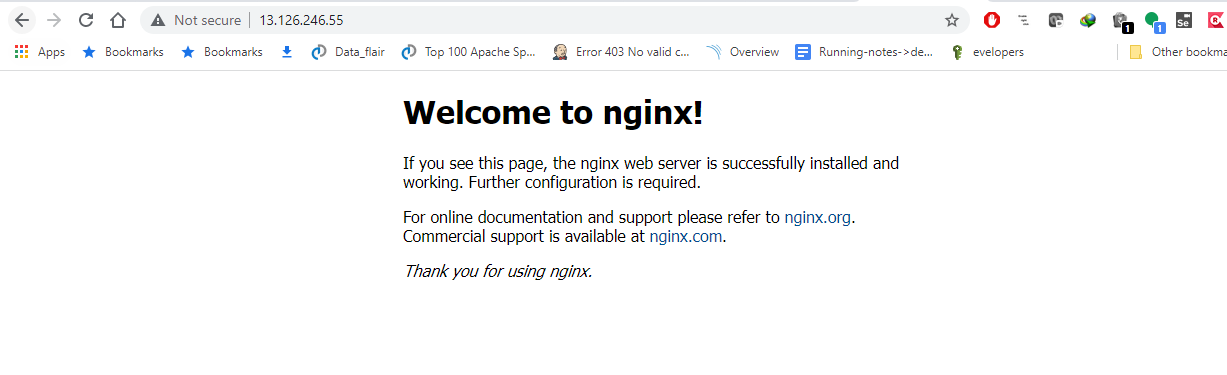 Not secure | 13.126.246.55
1
1
Se
Apps Bookmarks Bookmarks Data_flair Top 100 Apache Sp... Error 403 No valid c... Overview Running-notes->de... evelopers Other bookma
Welcome to nginx!
If you see this page, the nginx web server is successfully installed and
working. Further configuration is required.
For online documentation and support please refer to nginx.org.
Commercial support is available at nginx.com.
Thank you for using nginx.